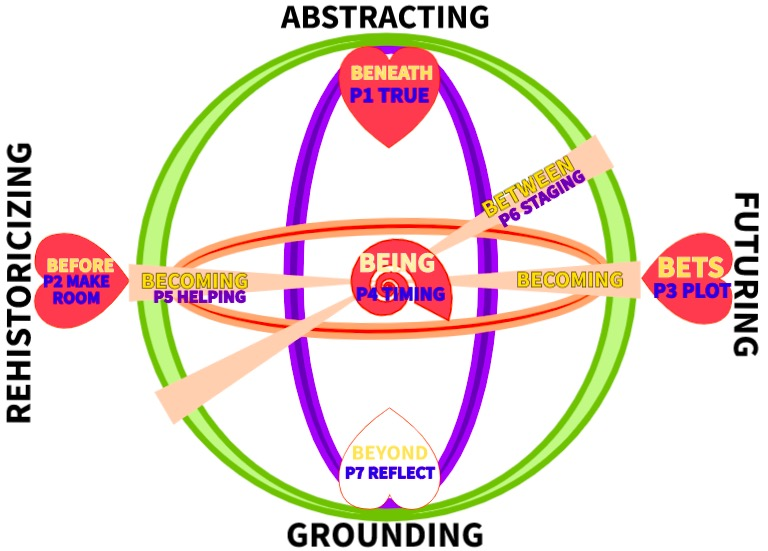 ABSTRACTING
BENEATH
P1 TRUE
BETWEEN
P6 STAGING
REHISTORICIZING
BEFORE
P2 MAKE
ROOM
BECOMING
P5 HELPING
BEING
P4 TIMING
BECOMING
BETS
P3 PLOT
FUTURING
BEYOND
P7 REFLECT
GROUNDING